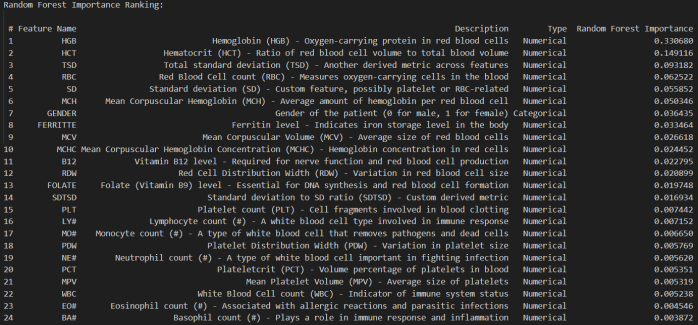 Random Forest Importance Ranking:
# Feature Name Description Type Random Forest Importance
1 HGB Hemoglobin (HGB) - Oxygen-carrying protein in red blood cells Numerical 0.330680
2 HCT Hematocrit (HCT) - Ratio of red blood cell volume to total blood volume Numerical 0.149116
3 TSD Total standard deviation (TSD) - Another derived metric across features Numerical 0.093182
4 RBC Red Blood Cell count (RBC) - Measures oxygen-carrying cells in the blood Numerical 0.062522
5 SD Standard deviation (SD) - Custom feature, possibly platelet or RBC-related Numerical 0.055852
6 MCH Mean Corpuscular Hemoglobin (MCH) - Average amount of hemoglobin per red blood cell Numerical 0.050346
7 GENDER Gender of the patient (0 for male, 1 for female) Categorical 0.036435
8 FERRITTE Ferritin level - Indicates iron storage level in the body Numerical 0.033464
9 MCV Mean Corpuscular Volume (MCV) - Average size of red blood cells Numerical 0.026618
10 MCHC Mean Corpuscular Hemoglobin Concentration (MCHC) - Hemoglobin concentration in red cells Numerical 0.024452
11 B12 Vitamin B12 level - Required for nerve function and red blood cell production Numerical 0.022795
12 RDW Red Cell Distribution Width (RDW) - Variation in red blood cell size Numerical 0.020899
13 FOLATE Folate (Vitamin B9) level - Essential for DNA synthesis and red blood cell formation Numerical 0.019748
14 SDTSD Standard deviation to SD ratio (SDTSD) - Custom derived metric Numerical 0.016934
15 PLT Platelet count (PLT) - Cell fragments involved in blood clotting Numerical 0.007442
16 LY# Lymphocyte count (#) - A white blood cell type involved in immune response Numerical 0.007152
17 MO# Monocyte count (#) - A type of white blood cell that removes pathogens and dead cells Numerical 0.006650
18 PDW Platelet Distribution Width (PDW) - Variation in platelet size Numerical 0.005769
19 NE# Neutrophil count (#) - A type of white blood cell important in fighting infection Numerical 0.005620
20 PCT Plateletcrit (PCT) - Volume percentage of platelets in blood Numerical 0.005351
21 MPV Mean Platelet Volume (MPV) - Average size of platelets Numerical 0.005319
22 WBC White Blood Cell count (WBC) - Indicator of immune system status Numerical 0.005238
23 EO# Eosinophil count (#) - Associated with allergic reactions and parasitic infections Numerical 0.004546
24 BA# Basophil count (#) - Plays a role in immune response and inflammation Numerical 0.003872